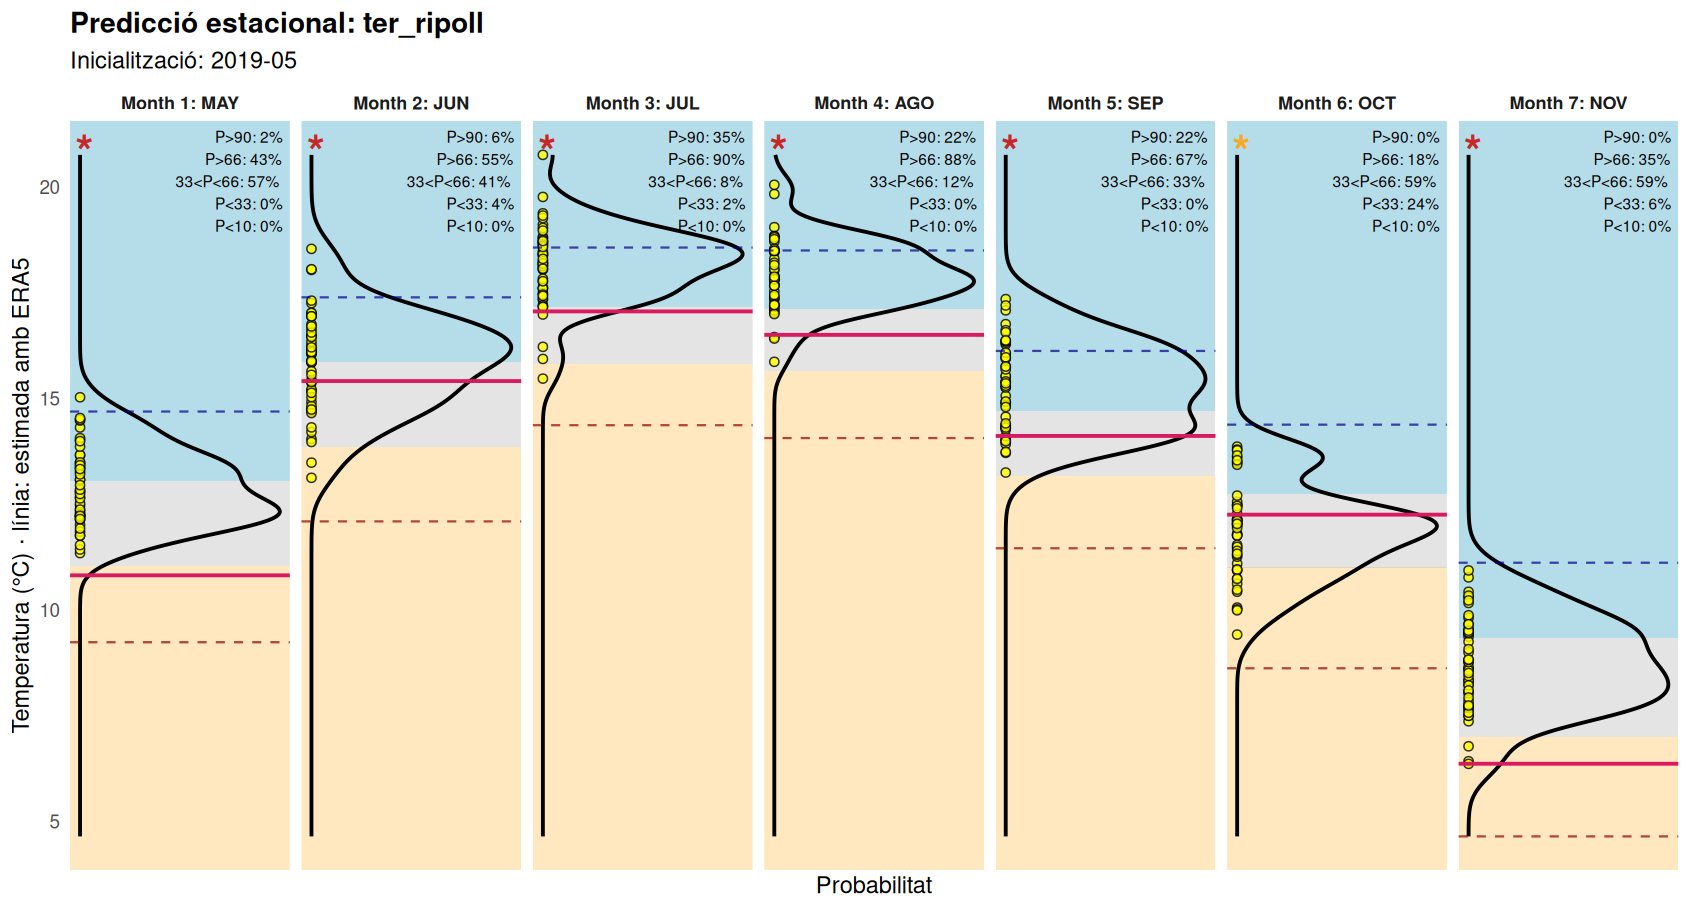 Predicció estacional: ter_ripoll
Inicialització: 2019-05
Month 1: MAY
Month 2: JUN
Month 3: JUL
Month 4: AGO
Month 5: SEP
Month 6: OCT
Month 7: NOV
*
P>90: 2%
P>66: 43%
33<P<66: 57%
P<33: 0%
P<10: 0%
*
P>90: 6%
P>66: 55%
33<P<66: 41%
P<33: 4%
P<10: 0%
*
P>90: 35%
P>66: 90%
33<P<66: 8%
P<33: 2%
P<10: 0%
*
P>90: 22%
P>66: 88%
33<P<66: 12%
P<33: 0%
P<10: 0%
*
P>90: 22%
P>66: 67%
33<P<66: 33%
P<33: 0%
P<10: 0%
*
P>90: 0%
P>66: 18%
33<P<66: 59%
P<33: 24%
P<10: 0%
*
P>90: 0%
P>66: 35%
33<P<66: 59%
P<33: 6%
P<10: 0%
20
15
10
5
Temperatura (°C) · línia: estimada amb ERA5
Probabilitat